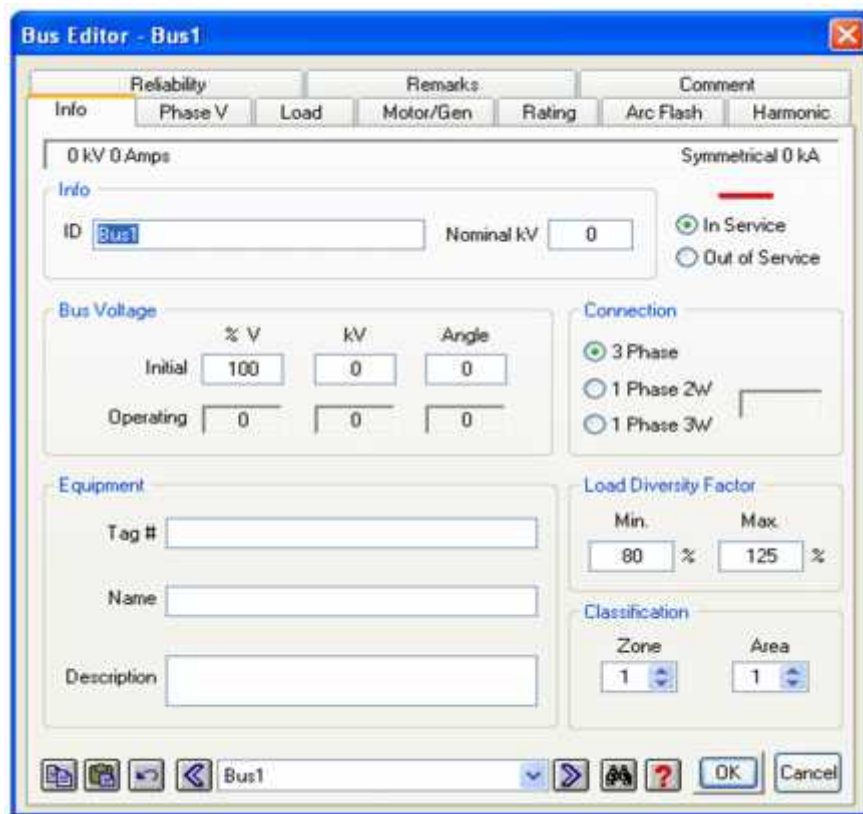 Bus Editor - Bus1
Reliability Remarks Comment
Info Phase V Load Motor/Gen Rating Arc Flash Harmonic
0 kV 0 Amps Symmetrical 0 kA
Info
ID Bus1 Nominal kV 0
In Service
Out of Service
Bus Voltage
% V kV Angle
Initial 100 0 0
Operating 0 0 0
Connection
3 Phase
1 Phase 2W
1 Phase 3W
Equipment
Tag #
Name
Description
Load Diversity Factor
Min. Max.
80 % 125 %
Classification
Zone Area
1 1
Bus1 ? OK Cancel